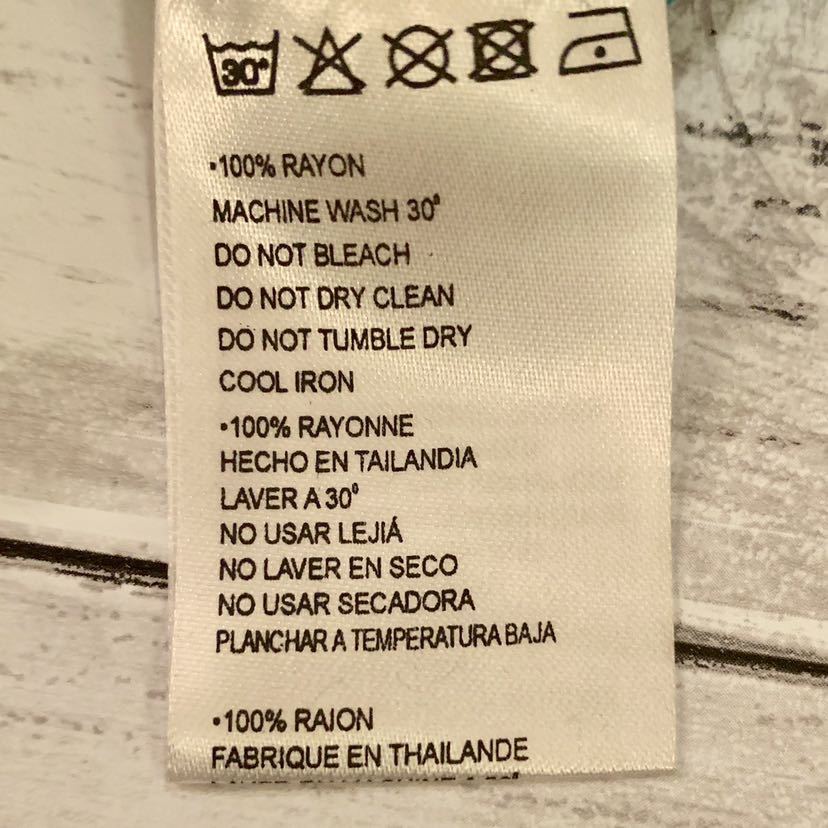 30°
·100% RAYON
MACHINE WASH 30°
DO NOT BLEACH
DO NOT DRY CLEAN
DO NOT TUMBLE DRY
COOL IRON
·100% RAYONNE
HECHO EN TAILANDIA
LAVER A 30°
NO USAR LEJIÁ
NO LAVER EN SECO
NO USAR SECADORA
PLANCHAR A TEMPERATURA BAJA
·100% RAION
FABRIQUE EN THAILANDE